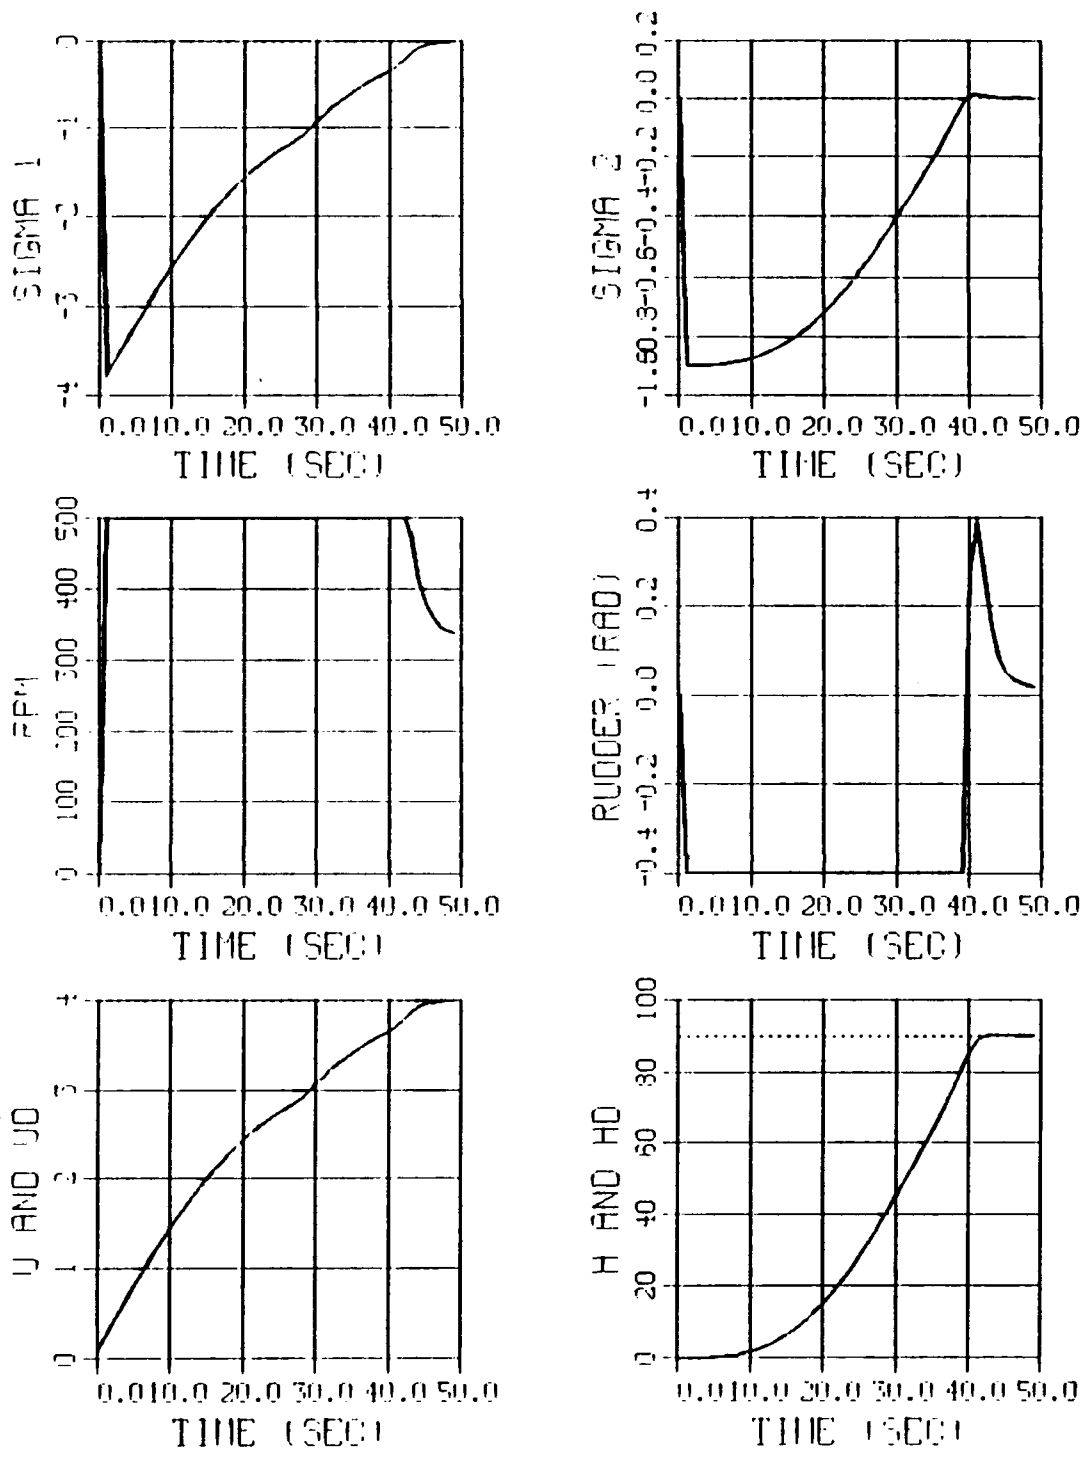 0
-1
-2
-3
-4
SIGMA 1
0.0 10.0 20.0 30.0 40.0 50.0
TIME (SEC)
0.2
0.0
-0.2
-0.4
-0.6
-0.8
-1.0
SIGMA 2
0.0 10.0 20.0 30.0 40.0 50.0
TIME (SEC)
500
400
300
200
100
0
RPM
0.0 10.0 20.0 30.0 40.0 50.0
TIME (SEC)
0.4
0.2
0.0
-0.2
-0.4
RUDDER (RAD)
0.0 10.0 20.0 30.0 40.0 50.0
TIME (SEC)
4
3
2
1
0
U AND UD
0.0 10.0 20.0 30.0 40.0 50.0
TIME (SEC)
100
80
60
40
20
0
H AND HD
0.0 10.0 20.0 30.0 40.0 50.0
TIME (SEC)